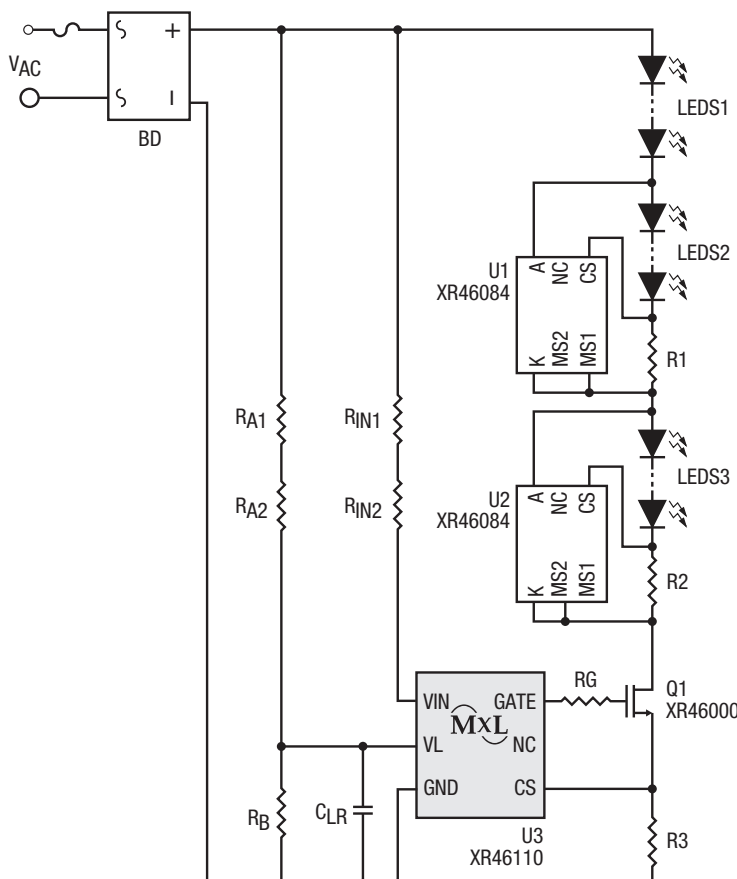 VAC
+
−
BD
LEDS1
LEDS2
U1
XR46084
A
NC
CS
K
MS2
MS1
R1
RA1
RIN1
LEDS3
U2
XR46084
A
NC
CS
K
MS2
MS1
RA2
RIN2
R2
RG
Q1
XR46000
VIN
GATE
MxL
VL
NC
GND
CS
RB
CLR
U3
XR46110
R3